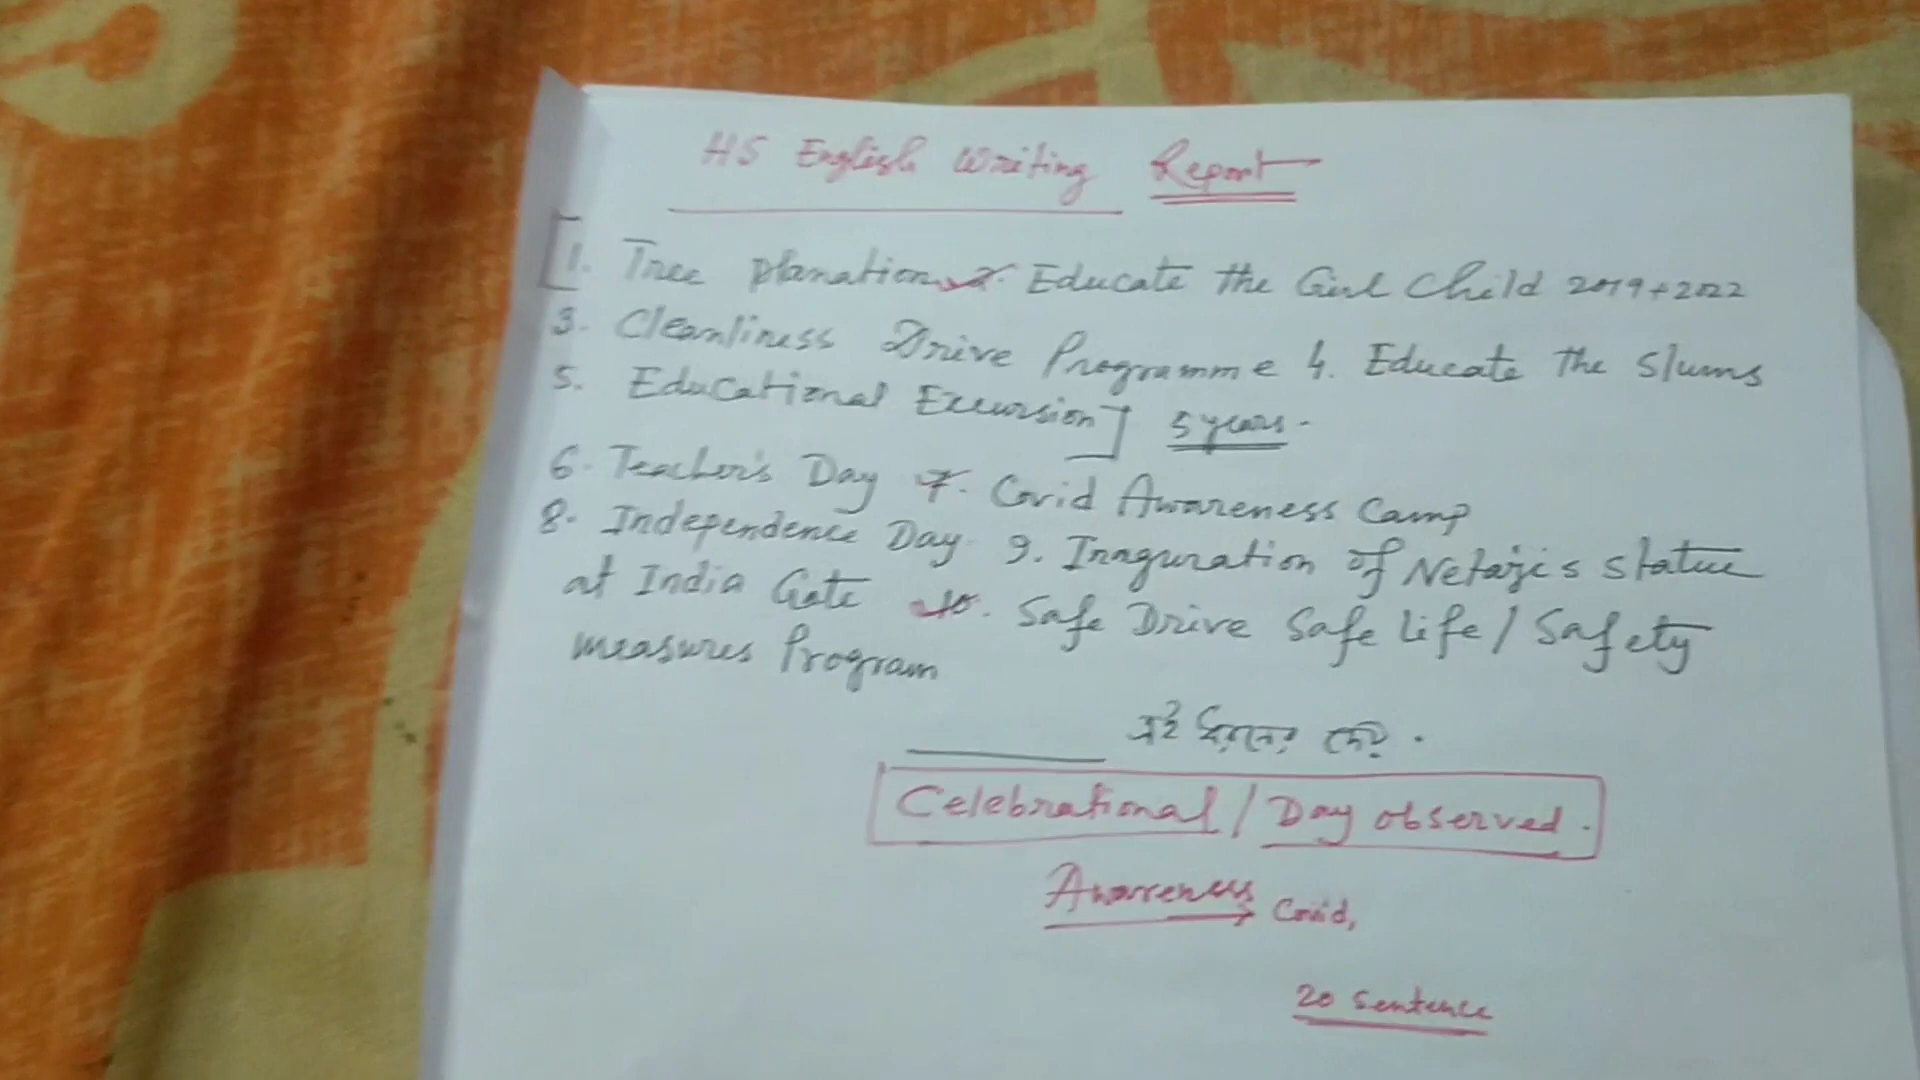 HS English Writing Report
1. Tree planation 2. Educate the Girl Child 2019+2022
3. Cleanliness Drive Programme 4. Educate the Slums
5. Educational Excursion] 5 years.
6. Teacher's Day 7. Covid Awareness Camp
8. Independence Day 9. Inaguration of Netajis statue
at India Gate 10. Safe Drive Safe Life / Safety
measures Program
এই ধরনের
Celebrational / Day observed.
Awareness → Covid,
20 Sentence